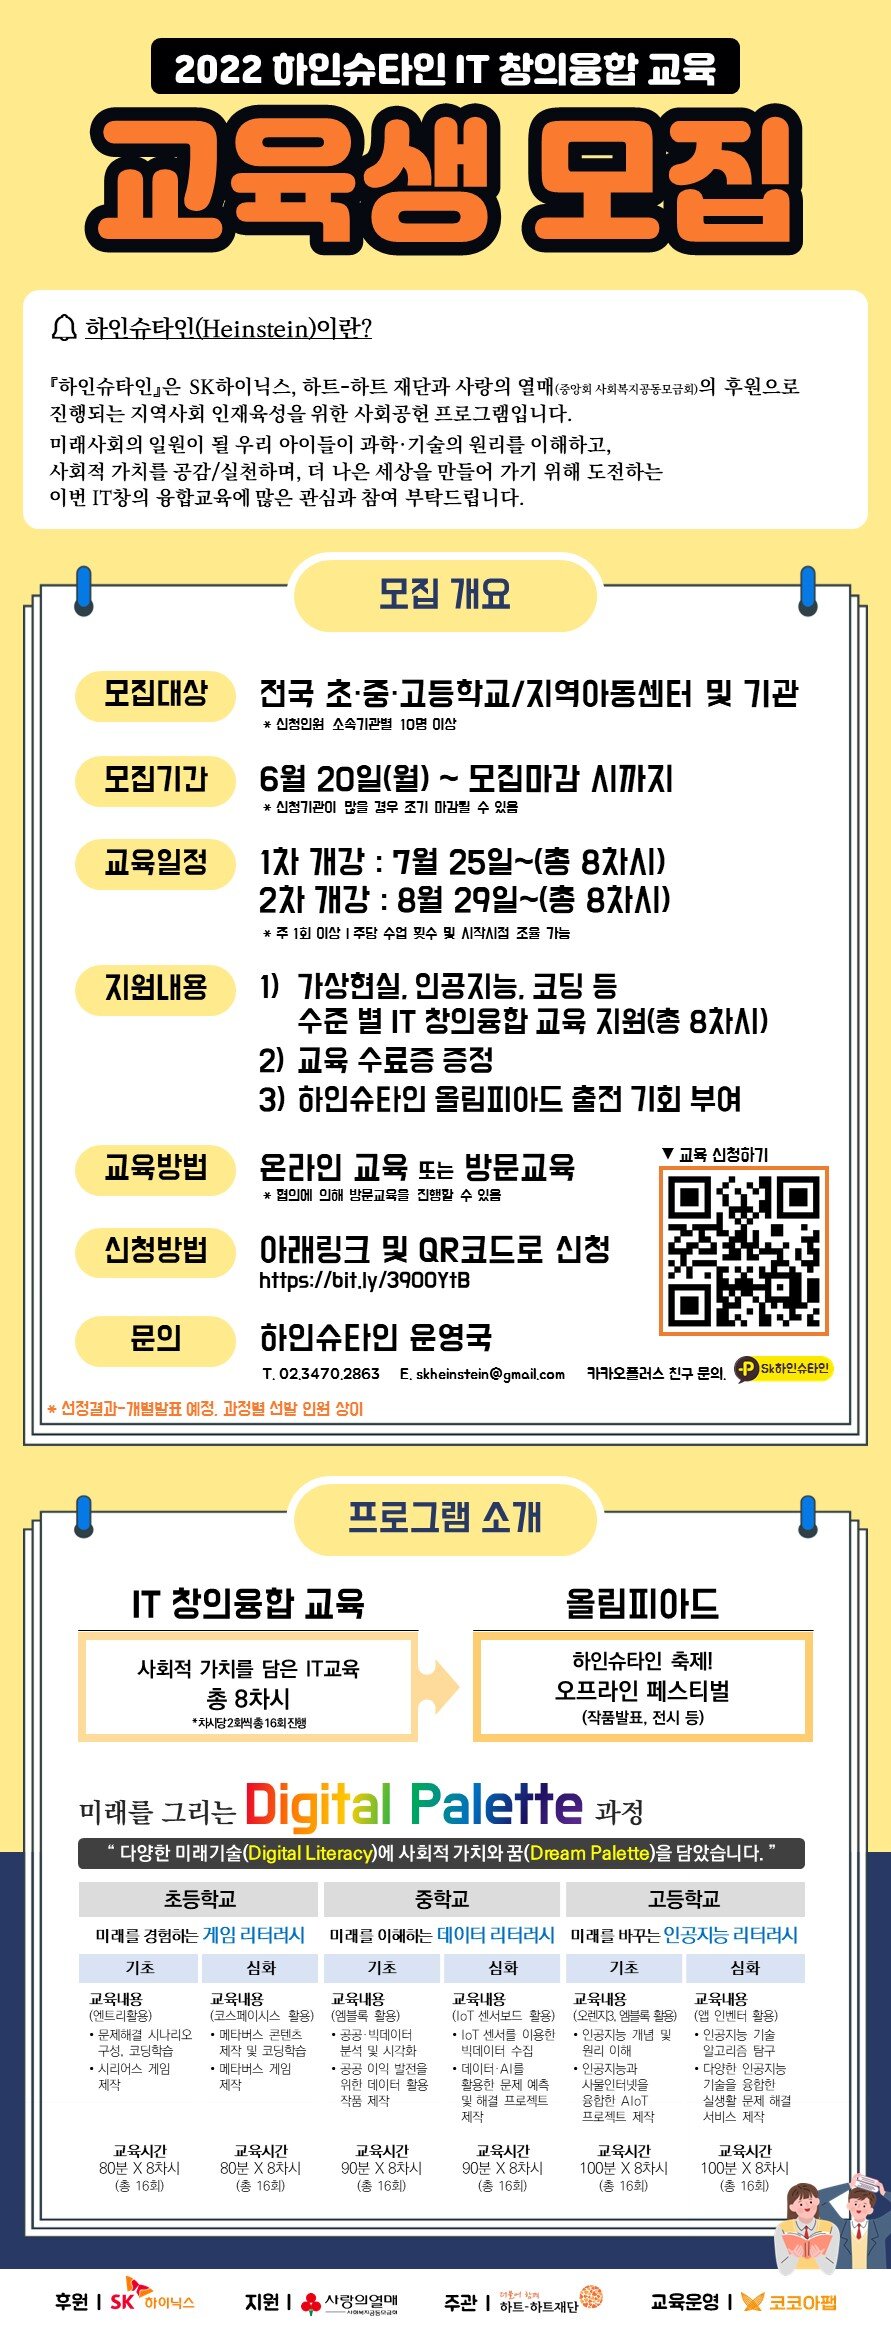 2022 하인슈타인 IT 창의융합 교육
교육생 모집
하인슈타인(Heinstein)이란?
『하인슈타인』은 SK하이닉스, 하트-하트 재단과 사랑의 열매(중앙회 사회복지공동모금회)의 후원으로
진행되는 지역사회 인재육성을 위한 사회공헌 프로그램입니다.
미래사회의 일원이 될 우리 아이들이 과학·기술의 원리를 이해하고,
사회적 가치를 공감/실천하며, 더 나은 세상을 만들어 가기 위해 도전하는
이번 IT창의 융합교육에 많은 관심과 참여 부탁드립니다.
모집 개요
모집대상
전국 초·중·고등학교/지역아동센터 및 기관
* 신청인원 소속기관별 10명 이상
모집기간
6월 20일(월) ~ 모집마감 시까지
* 신청기관이 많을 경우 조기 마감될 수 있음
교육일정
1차 개강 : 7월 25일~(총 8차시)
2차 개강 : 8월 29일~(총 8차시)
* 주 1회 이상 | 주당 수업 횟수 및 시작시점 조율 가능
지원내용
1) 가상현실, 인공지능, 코딩 등
수준 별 IT 창의융합 교육 지원(총 8차시)
2) 교육 수료증 증정
3) 하인슈타인 올림피아드 출전 기회 부여
교육방법
온라인 교육 또는 방문교육
* 협의에 의해 방문교육을 진행할 수 있음
▼ 교육 신청하기
신청방법
아래링크 및 QR코드로 신청
https://bit.ly/39OOYtB
문의
하인슈타인 운영국
T. 02.3470.2863 E. skheinstein@gmail.com 카카오플러스 친구 문의. P Sk하인슈타인
* 선정결과-개별발표 예정. 과정별 선발 인원 상이
프로그램 소개
IT 창의융합 교육
사회적 가치를 담은 IT교육
총 8차시
*차시당 2회씩 총 16회 진행
올림피아드
하인슈타인 축제!
오프라인 페스티벌
(작품발표, 전시 등)
미래를 그리는 Digital Palette 과정
“ 다양한 미래기술(Digital Literacy)에 사회적 가치와 꿈(Dream Palette)을 담았습니다. ”
초등학교
미래를 경험하는 게임 리터러시
기초
교육내용
(엔트리활용)
• 문제해결 시나리오
구성, 코딩학습
• 시리어스 게임
제작
교육시간
80분 X 8차시
(총 16회)
심화
교육내용
(코스페이시스 활용)
• 메타버스 콘텐츠
제작 및 코딩학습
• 메타버스 게임
제작
교육시간
80분 X 8차시
(총 16회)
중학교
미래를 이해하는 데이터 리터러시
기초
교육내용
(엠블록 활용)
• 공공·빅데이터
분석 및 시각화
• 공공 이익 발전을
위한 데이터 활용
작품 제작
교육시간
90분 X 8차시
(총 16회)
심화
교육내용
(IoT 센서보드 활용)
• IoT 센서를 이용한
빅데이터 수집
• 데이터·AI를
활용한 문제 예측
및 해결 프로젝트
제작
교육시간
90분 X 8차시
(총 16회)
고등학교
미래를 바꾸는 인공지능 리터러시
기초
교육내용
(오렌지3, 엠블록 활용)
• 인공지능 개념 및
원리 이해
• 인공지능과
사물인터넷을
융합한 AIoT
프로젝트 제작
교육시간
100분 X 8차시
(총 16회)
심화
교육내용
(앱 인벤터 활용)
• 인공지능 기술
알고리즘 탐구
• 다양한 인공지능
기술을 융합한
실생활 문제 해결
서비스 제작
교육시간
100분 X 8차시
(총 16회)
후원 | SK 하이닉스
지원 | 사랑의열매
사회복지공동모금회
주관 | 더불어 함께
하트-하트재단
교육운영 | 코코아팹